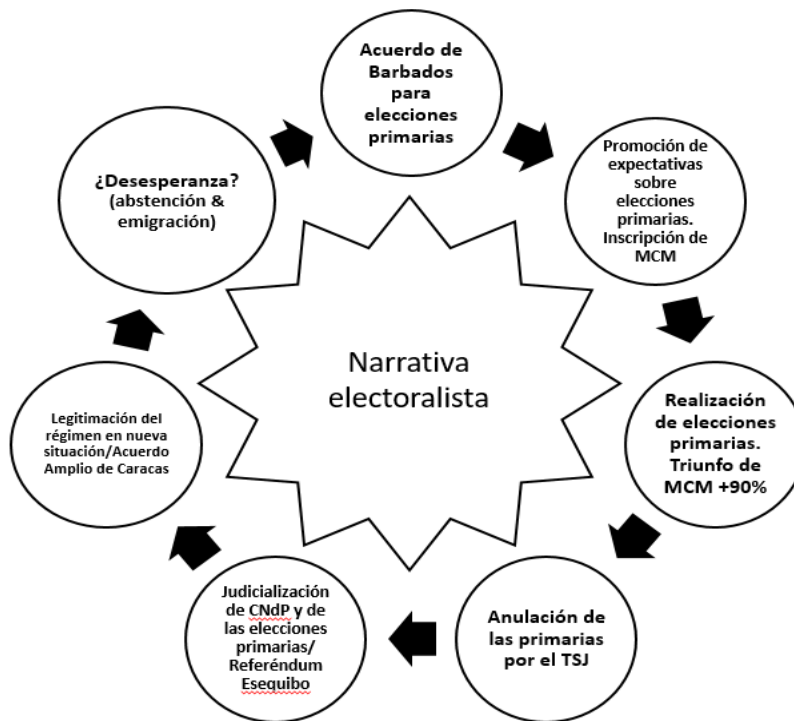 Acuerdo de
Barbados
para
elecciones
primarias
Promoción de
expectativas
sobre
elecciones
primarias.
Inscripción de
MCM
Realización
de elecciones
primarias.
Triunfo de
MCM +90%
Anulación de
las primarias
por el TSJ
Judicialización
de CNdP y de
las elecciones
primarias/
Referéndum
Esequibo
Legitimación del
régimen en nueva
situación/Acuerdo
Amplio de Caracas
¿Desesperanza?
(abstención &
emigración)
Narrativa
electoralista